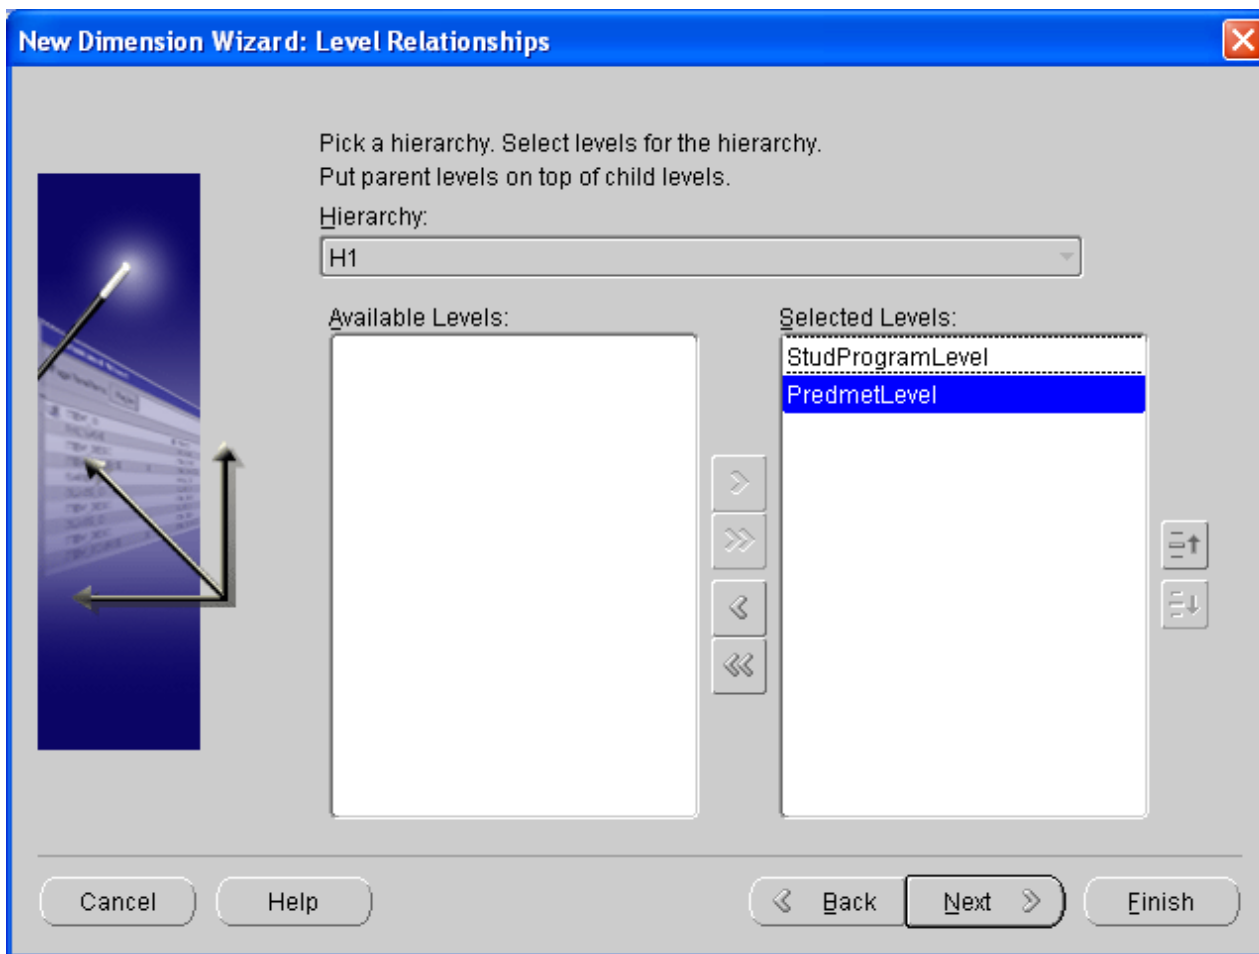 New Dimension Wizard: Level Relationships
Pick a hierarchy. Select levels for the hierarchy.
Put parent levels on top of child levels.
Hierarchy:
H1
Available Levels:
Selected Levels:
StudProgramLevel
PredmetLevel
Cancel
Help
Back
Next
Finish